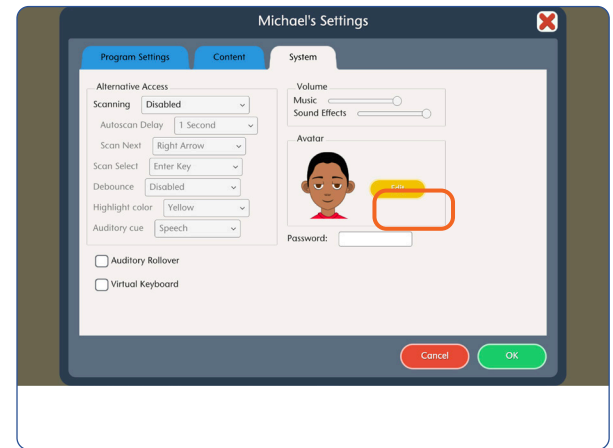 Michael's Settings
Program Settings
Content
System
Alternative Access
Scanning Disabled
Autoscan Delay 1 Second
Scan Next Right Arrow
Scan Select Enter Key
Debounce Disabled
Highlight color Yellow
Auditory cue Speech
Auditory Rollover
Virtual Keyboard
Volume
Music
Sound Effects
Avatar
Edit
Password:
Cancel
OK